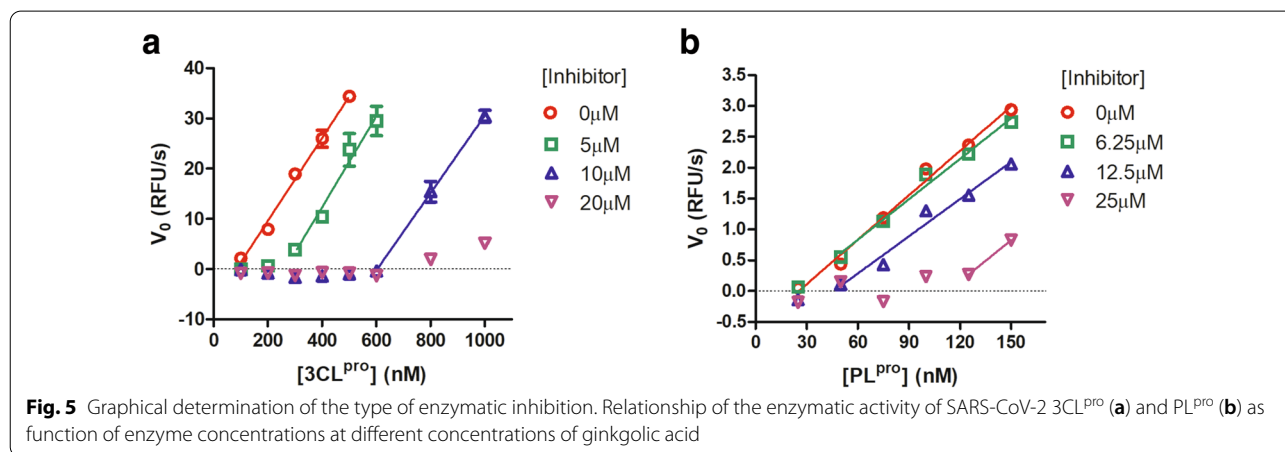 a
V0 (RFU/s)
40
30
20
10
0
-10
0 200 400 600 800 1000
[3CLpro] (nM)
[Inhibitor]
0μM
5μM
10μM
20μM
b
V0 (RFU/s)
3.5
3.0
2.5
2.0
1.5
1.0
0.5
0.0
-0.5
0 30 60 90 120 150
[PLpro] (nM)
[Inhibitor]
0μM
6.25μM
12.5μM
25μM
Fig. 5 Graphical determination of the type of enzymatic inhibition. Relationship of the enzymatic activity of SARS-CoV-2 3CLpro (a) and PLpro (b) as
function of enzyme concentrations at different concentrations of ginkgolic acid